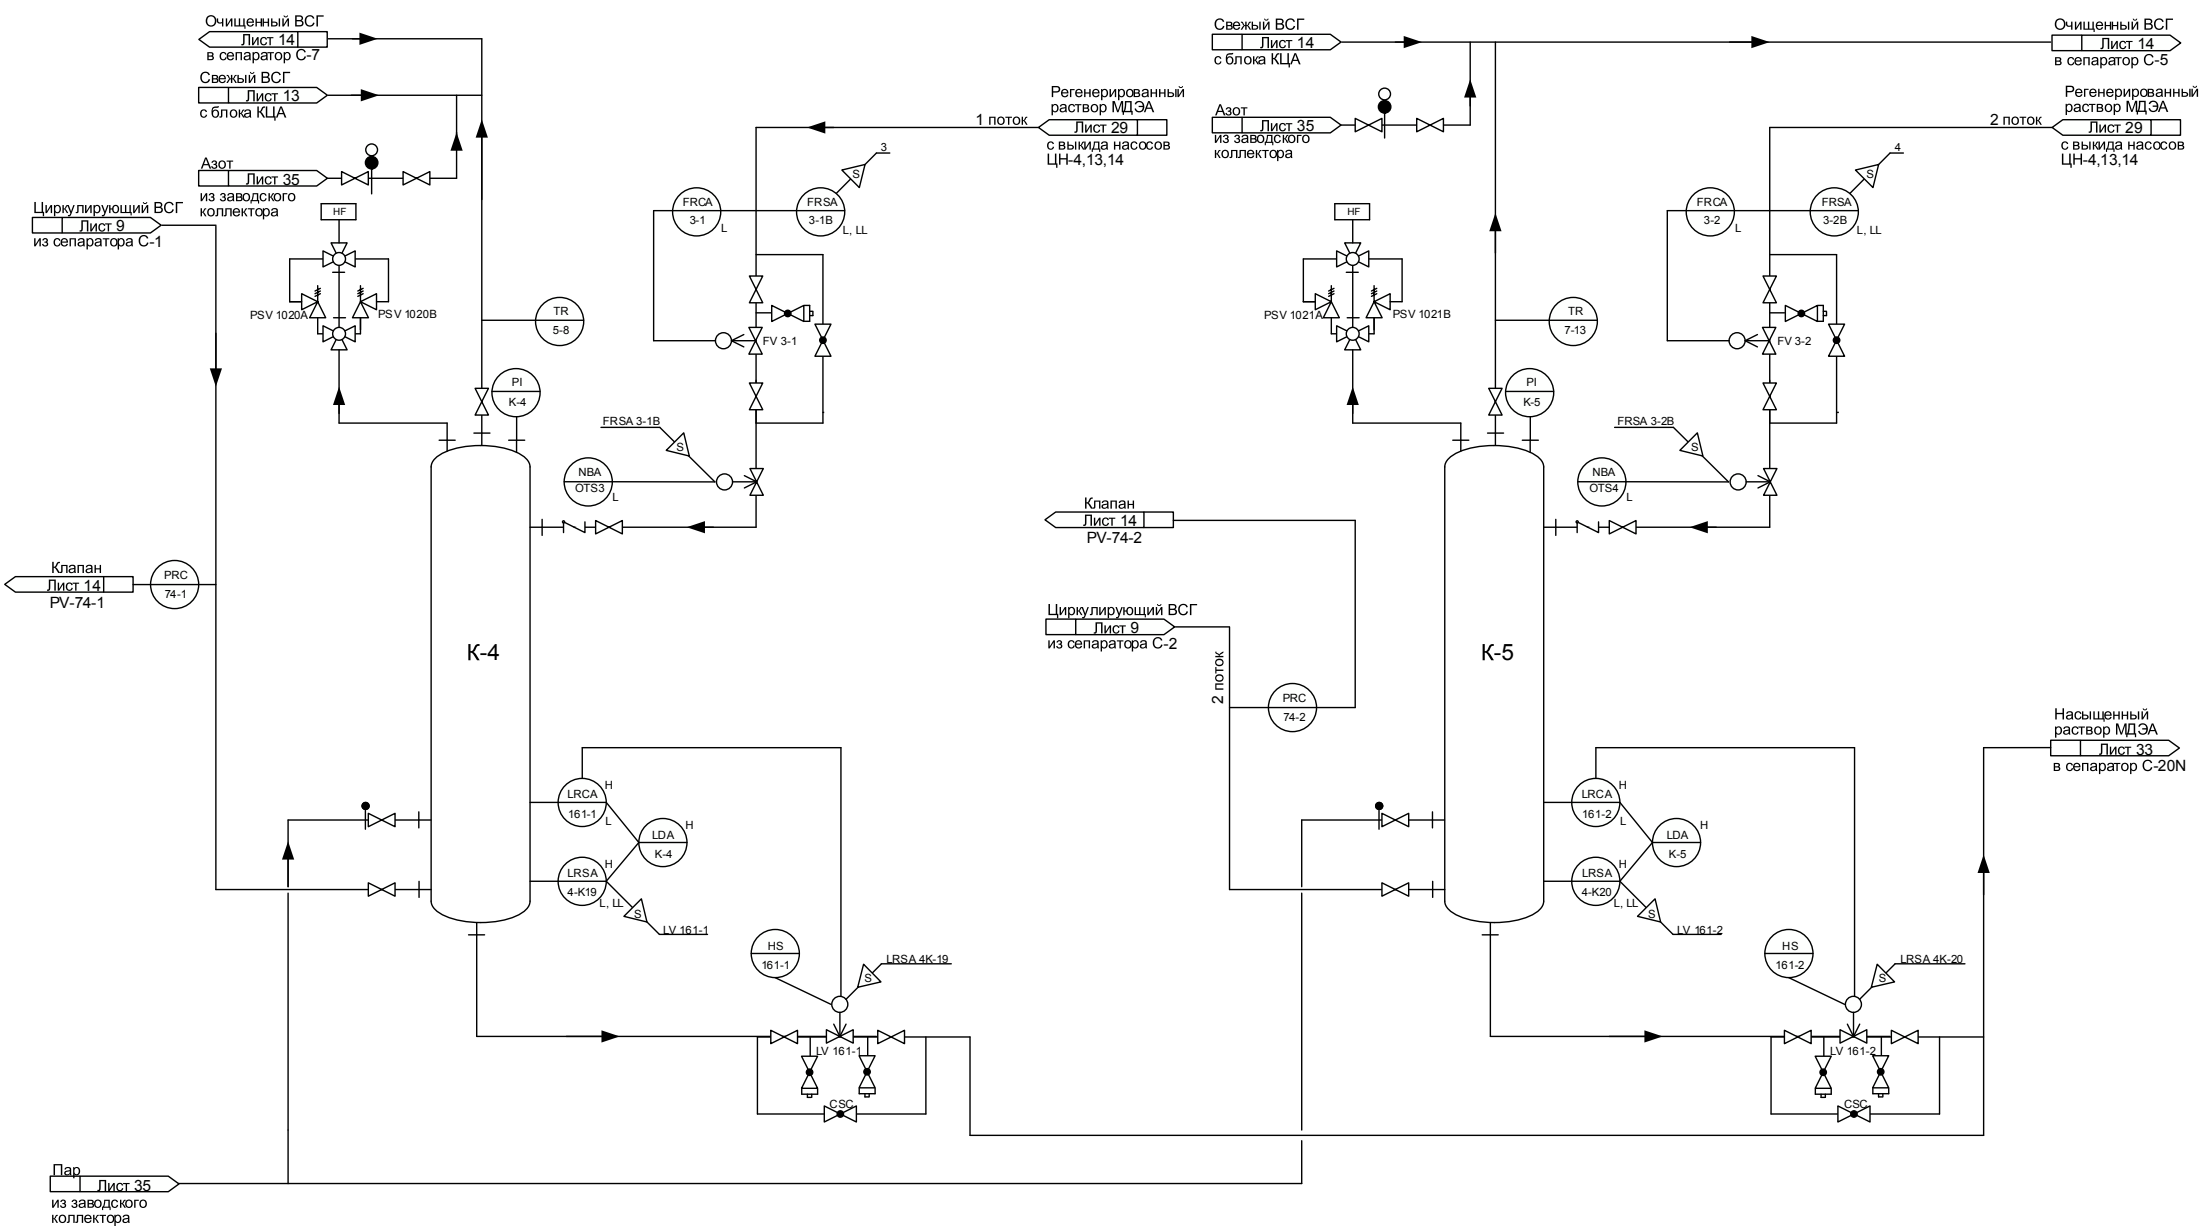 Очищенный ВСГ
Лист 14
в сепаратор С-7
Свежый ВСГ
Лист 13
с блока КЦА
Азот
Лист 35
из заводского
коллектора
Циркулирующий ВСГ
Лист 9
из сепаратора С-1
HF
PSV 1020A
PSV 1020B
TR
5-8
PI
K-4
Регенерированный
раствор МДЭА
1 поток
Лист 29
с выкида насосов
ЦН-4,13,14
3
S
FRCA
3-1
L
FRSA
3-1B
L, LL
FV 3-1
FRSA 3-1B
S
NBA
OTS3
L
Клапан
Лист 14
PV-74-1
PRC
74-1
К-4
LRCA
161-1
H
L
LDA
K-4
H
LRSA
4-K19
H
L, LL
S
LV 161-1
HS
161-1
LRSA 4K-19
S
LV 161-1
CSC
Пар
Лист 35
из заводского
коллектора
Свежый ВСГ
Лист 14
с блока КЦА
Азот
Лист 35
из заводского
коллектора
Очищенный ВСГ
Лист 14
в сепаратор С-5
Регенерированный
раствор МДЭА
2 поток
Лист 29
с выкида насосов
ЦН-4,13,14
HF
PSV 1021A
PSV 1021B
TR
7-13
PI
K-5
4
S
FRCA
3-2
L
FRSA
3-2B
L, LL
FV 3-2
FRSA 3-2B
S
NBA
OTS4
L
Клапан
Лист 14
PV-74-2
Циркулирующий ВСГ
Лист 9
из сепаратора С-2
2 поток
PRC
74-2
К-5
Насыщенный
раствор МДЭА
Лист 33
в сепаратор С-20N
LRCA
161-2
H
L
LDA
K-5
H
LRSA
4-K20
H
L, LL
S
LV 161-2
HS
161-2
LRSA 4K-20
S
LV 161-2
CSC